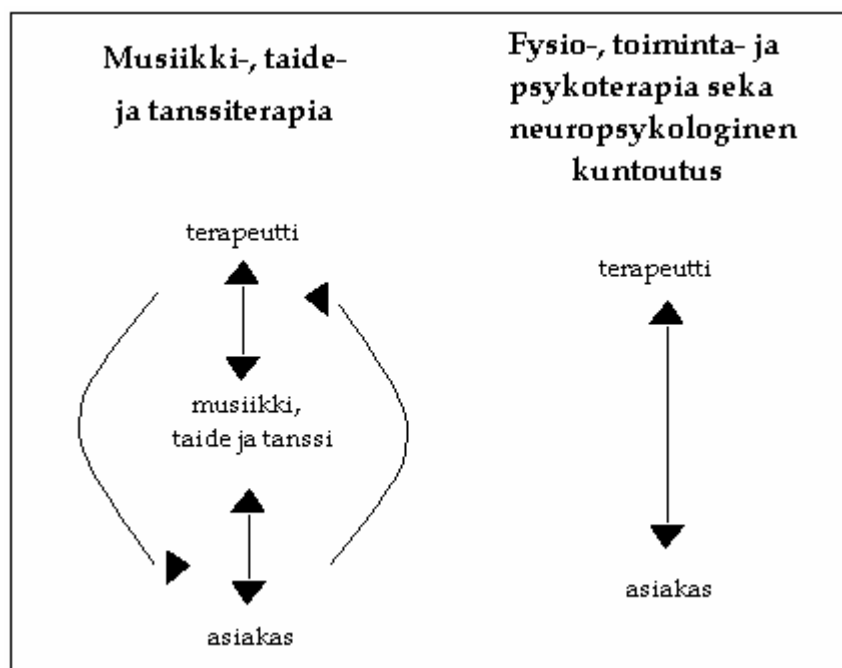 Musiikki-, taide-
ja tanssiterapia
terapeutti
musiikki,
taide ja tanssi
asiakas
Fysio-, toiminta- ja
psykoterapia seka
neuropsykologinen
kuntoutus
terapeutti
asiakas